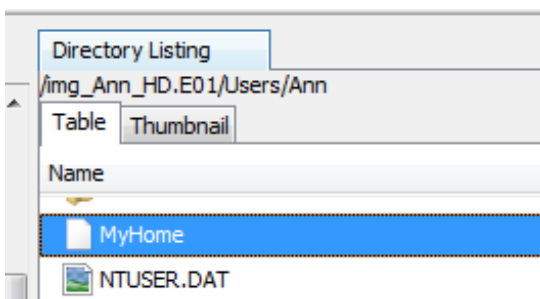 Directory Listing
/img_Ann_HD.E01/Users/Ann
Table Thumbnail
Name
MyHome
NTUSER.DAT